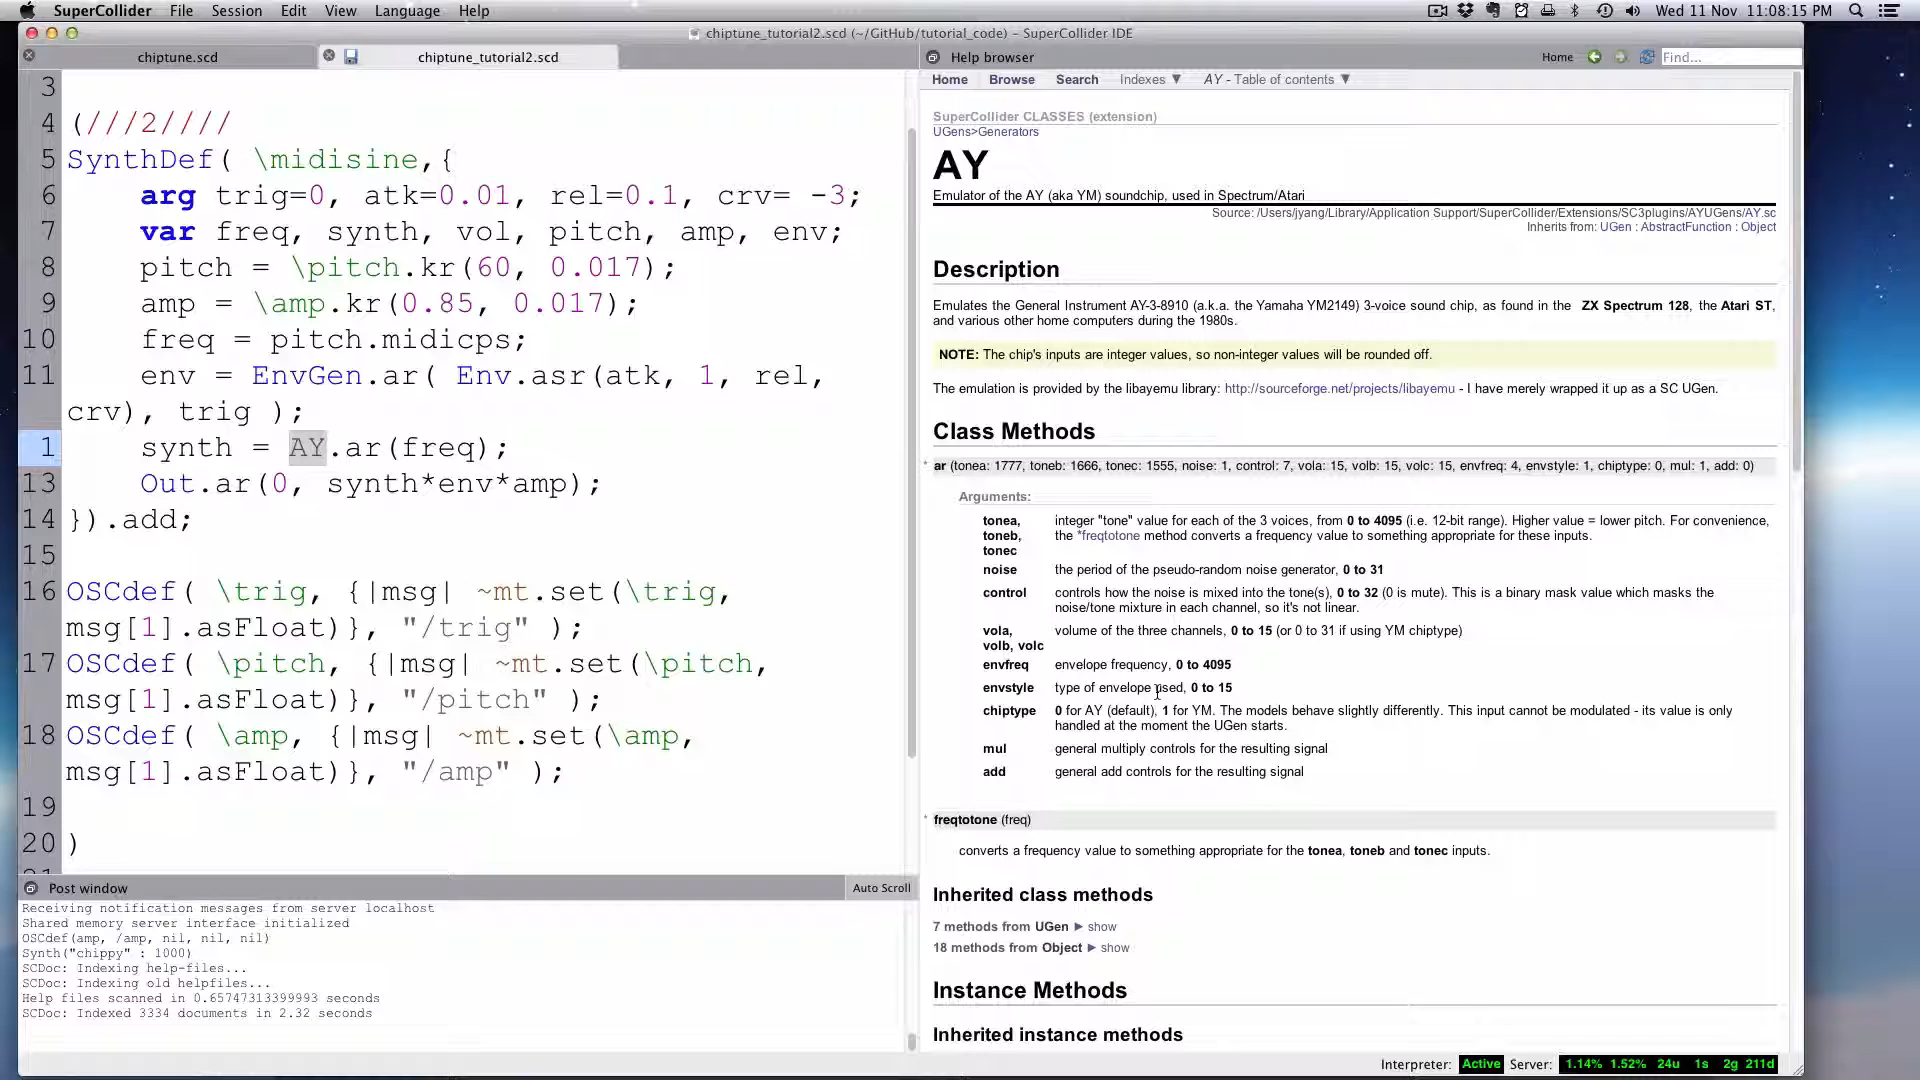 SuperCollider File Session Edit View Language Help Wed 11 Nov 11:08:15 PM
chiptune_tutorial2.scd (~/GitHub/tutorial_code) – SuperCollider IDE
chiptune.scd chiptune_tutorial2.scd
3
4 (///2////
5 SynthDef( \midisine,{
6 arg trig=0, atk=0.01, rel=0.1, crv= -3;
7 var freq, synth, vol, pitch, amp, env;
8 pitch = \pitch.kr(60, 0.017);
9 amp = \amp.kr(0.85, 0.017);
10 freq = pitch.midicps;
11 env = EnvGen.ar( Env.asr(atk, 1, rel,
crv), trig );
1 synth = AY.ar(freq);
13 Out.ar(0, synth*env*amp);
14 }).add;
15
16 OSCdef( \trig, {|msg| ~mt.set(\trig,
msg[1].asFloat)}, "/trig" );
17 OSCdef( \pitch, {|msg| ~mt.set(\pitch,
msg[1].asFloat)}, "/pitch" );
18 OSCdef( \amp, {|msg| ~mt.set(\amp,
msg[1].asFloat)}, "/amp" );
19
20 )
Post window Auto Scroll
Receiving notification messages from server localhost
Shared memory server interface initialized
OSCdef(amp, /amp, nil, nil, nil)
Synth("chippy" : 1000)
SCDoc: Indexing help-files...
SCDoc: Indexing old helpfiles...
Help files scanned in 0.65747313399993 seconds
SCDoc: Indexed 3334 documents in 2.32 seconds
Help browser Home Find...
Home Browse Search Indexes ▼ AY - Table of contents ▼
SuperCollider CLASSES (extension)
UGens>Generators
AY
Emulator of the AY (aka YM) soundchip, used in Spectrum/Atari
Source: /Users/jyang/Library/Application Support/SuperCollider/Extensions/SC3plugins/AYUGens/AY.sc
Inherits from: UGen : AbstractFunction : Object
Description
Emulates the General Instrument AY-3-8910 (a.k.a. the Yamaha YM2149) 3-voice sound chip, as found in the ZX Spectrum 128, the Atari ST,
and various other home computers during the 1980s.
NOTE: The chip's inputs are integer values, so non-integer values will be rounded off.
The emulation is provided by the libayemu library: http://sourceforge.net/projects/libayemu - I have merely wrapped it up as a SC UGen.
Class Methods
* ar (tonea: 1777, toneb: 1666, tonec: 1555, noise: 1, control: 7, vola: 15, volb: 15, volc: 15, envfreq: 4, envstyle: 1, chiptype: 0, mul: 1, add: 0)
Arguments:
tonea, integer "tone" value for each of the 3 voices, from 0 to 4095 (i.e. 12-bit range). Higher value = lower pitch. For convenience,
toneb, the *freqtotone method converts a frequency value to something appropriate for these inputs.
tonec
noise the period of the pseudo-random noise generator, 0 to 31
control controls how the noise is mixed into the tone(s), 0 to 32 (0 is mute). This is a binary mask value which masks the
noise/tone mixture in each channel, so it's not linear.
vola, volume of the three channels, 0 to 15 (or 0 to 31 if using YM chiptype)
volb, volc
envfreq envelope frequency, 0 to 4095
envstyle type of envelope used, 0 to 15
chiptype 0 for AY (default), 1 for YM. The models behave slightly differently. This input cannot be modulated - its value is only
handled at the moment the UGen starts.
mul general multiply controls for the resulting signal
add general add controls for the resulting signal
* freqtotone (freq)
converts a frequency value to something appropriate for the tonea, toneb and tonec inputs.
Inherited class methods
7 methods from UGen ► show
18 methods from Object ► show
Instance Methods
Inherited instance methods
Interpreter: Active Server: 1.14% 1.52% 24u 1s 2g 211d